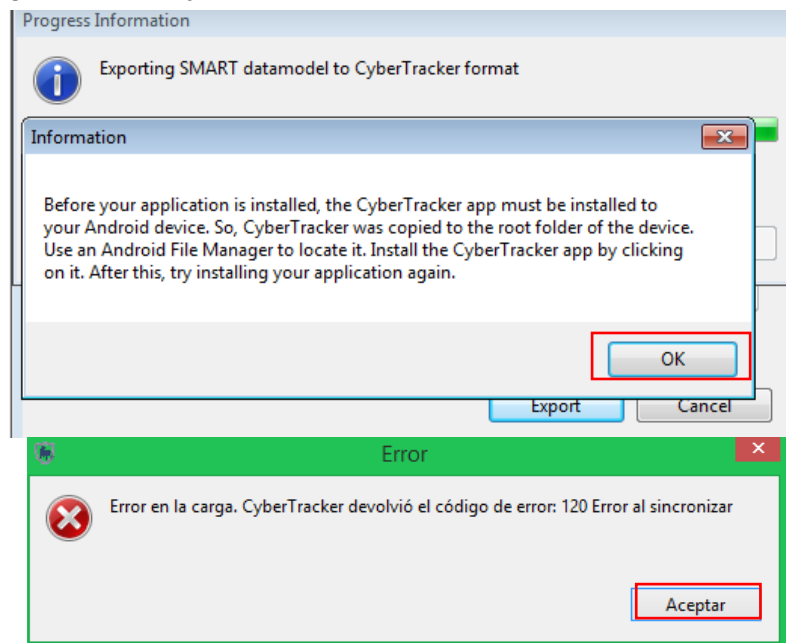 Progress Information
Exporting SMART datamodel to CyberTracker format
Information
Before your application is installed, the CyberTracker app must be installed to
your Android device. So, CyberTracker was copied to the root folder of the device.
Use an Android File Manager to locate it. Install the CyberTracker app by clicking
on it. After this, try installing your application again.
OK
Export Cancel
Error
Error en la carga. CyberTracker devolvió el código de error: 120 Error al sincronizar
Aceptar